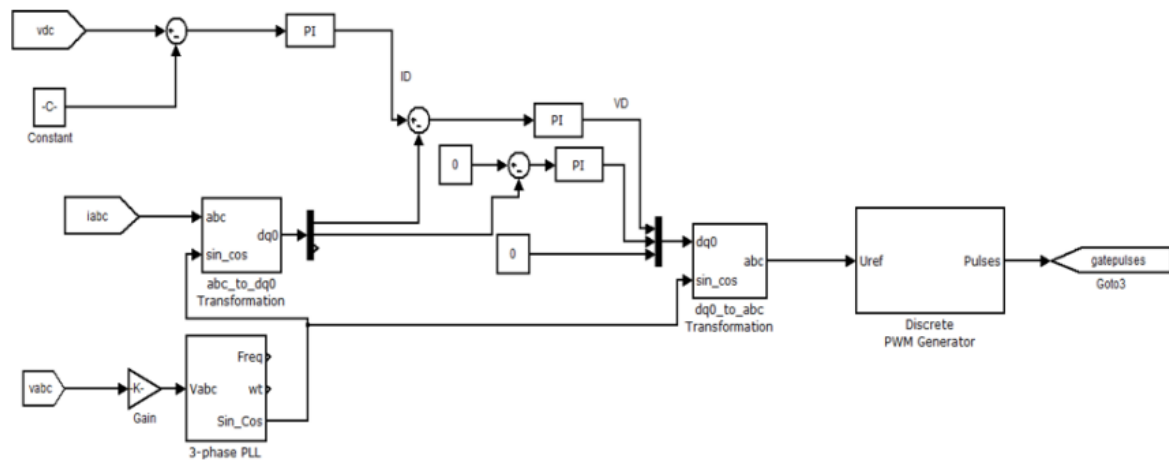 vdc
+
-
PI
-C-
Constant
ID
+
-
PI
VD
0
+
-
PI
iabc
abc
dq0
sin_cos
abc_to_dq0
Transformation
0
dq0
abc
sin_cos
dq0_to_abc
Transformation
Uref
Pulses
Discrete
PWM Generator
gatepulses
Goto3
vabc
-K-
Gain
Freq
Vabc
wt
Sin_Cos
3-phase PLL